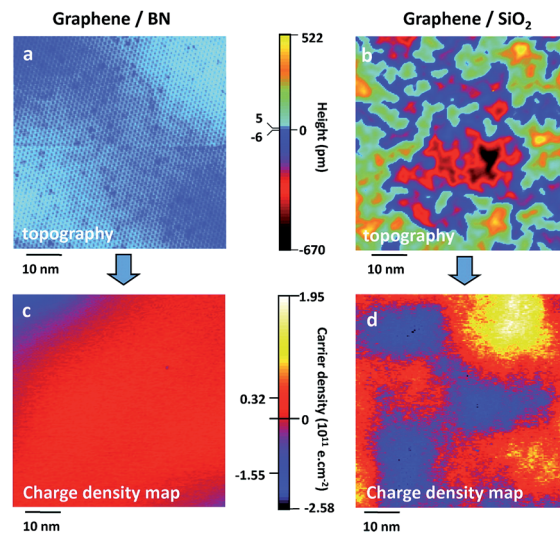 Graphene / BN
Graphene / SiO₂
a
b
522
5
-6
0
-670
Height (pm)
topography
topography
10 nm
10 nm
c
d
1.95
0.32
0
-1.55
-2.58
Carrier density (10¹¹ e.cm⁻²)
Charge density map
Charge density map
10 nm
10 nm